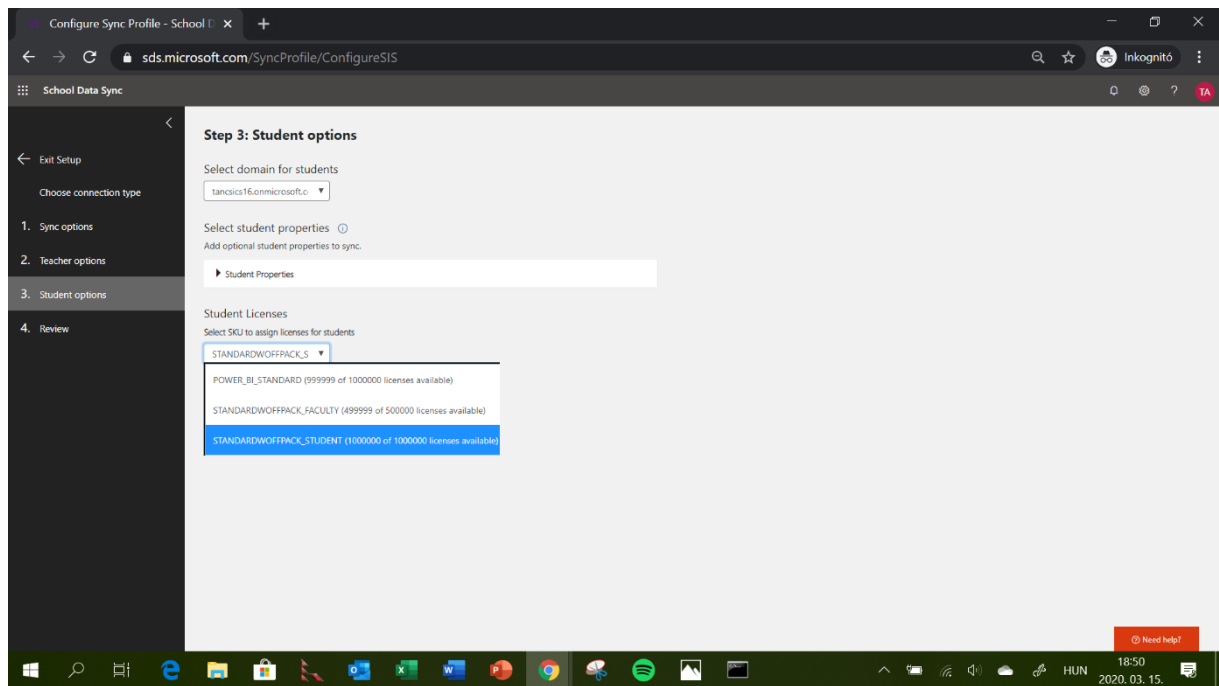 Configure Sync Profile - School D
sds.microsoft.com/SyncProfile/ConfigureSIS
Inkognitó
School Data Sync
?
TA
Exit Setup
Choose connection type
1. Sync options
2. Teacher options
3. Student options
4. Review
Step 3: Student options
Select domain for students
tancsics16.onmicrosoft.c
Select student properties
Add optional student properties to sync.
Student Properties
Student Licenses
Select SKU to assign licenses for students
STANDARDWOFFPACK_S
POWER_BI_STANDARD (999999 of 1000000 licenses available)
STANDARDWOFFPACK_FACULTY (499999 of 500000 licenses available)
STANDARDWOFFPACK_STUDENT (1000000 of 1000000 licenses available)
Need help?
HUN
18:50
2020. 03. 15.